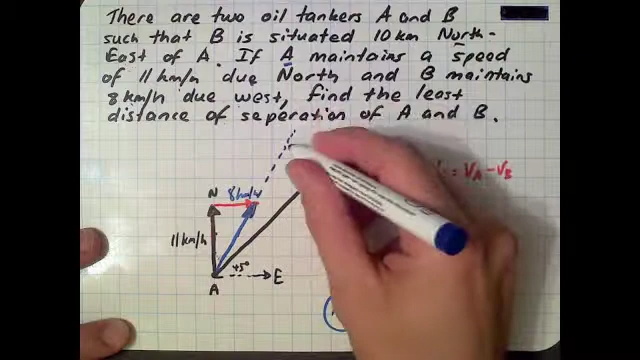 There are two oil tankers A and B
such that B is situated 10 km North-
East of A. If A maintains a speed
of 11 km/h due North and B maintains
8 km/h due west, find the least
distance of seperation of A and B.
= VA - VB
N 8 km/h
11 km/h
45°
E
A